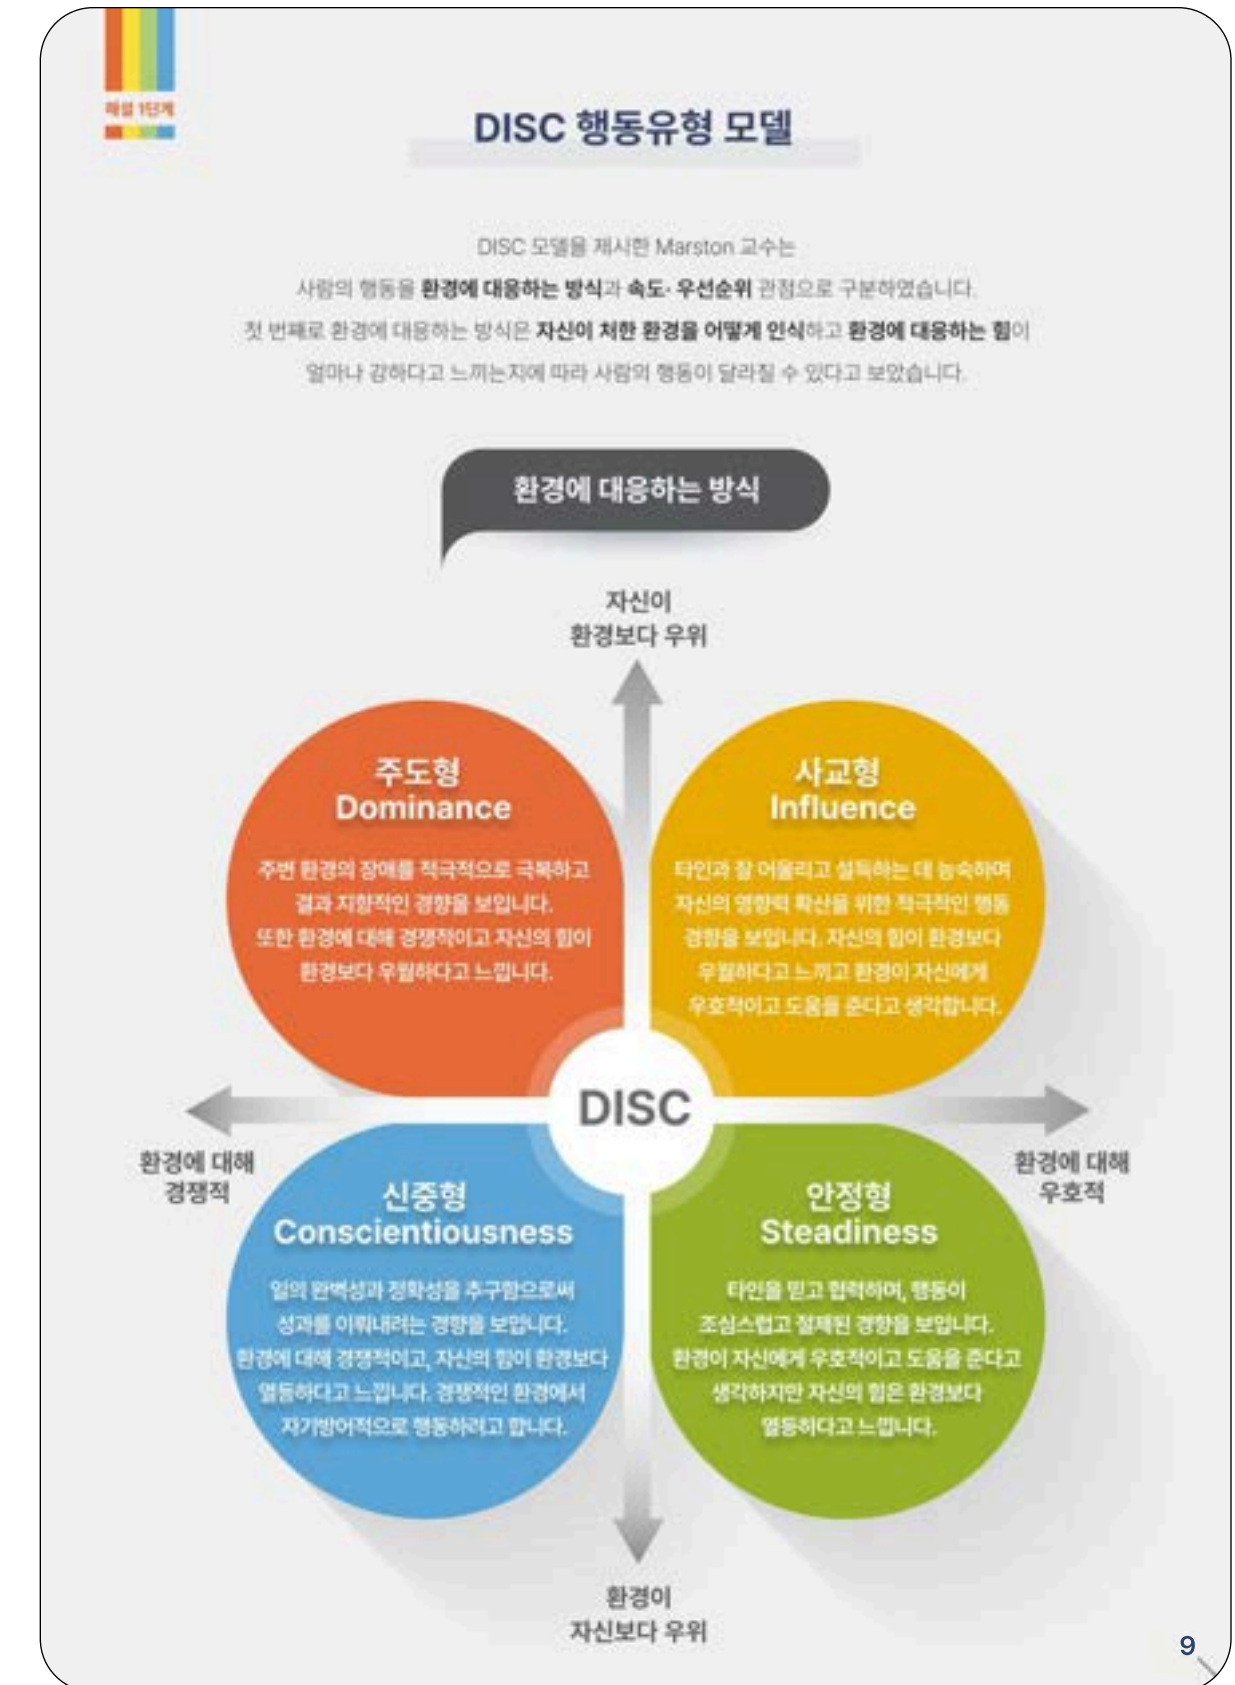 해설 1단계
DISC 행동유형 모델
DISC 모델을 제시한 Marston 교수는
사람의 행동을 환경에 대응하는 방식과 속도· 우선순위 관점으로 구분하였습니다.
첫 번째로 환경에 대응하는 방식은 자신이 처한 환경을 어떻게 인식하고 환경에 대응하는 힘이
얼마나 강하다고 느끼는지에 따라 사람의 행동이 달라질 수 있다고 보았습니다.
환경에 대응하는 방식
자신이
환경보다 우위
주도형
Dominance
주변 환경의 장애를 적극적으로 극복하고
결과 지향적인 경향을 보입니다.
또한 환경에 대해 경쟁적이고 자신의 힘이
환경보다 우월하다고 느낍니다.
사교형
Influence
타인과 잘 어울리고 설득하는 데 능숙하며
자신의 영향력 확산을 위한 적극적인 행동
경향을 보입니다. 자신의 힘이 환경보다
우월하다고 느끼고 환경이 자신에게
우호적이고 도움을 준다고 생각합니다.
DISC
환경에 대해
경쟁적
환경에 대해
우호적
신중형
Conscientiousness
일의 완벽성과 정확성을 추구함으로써
성과를 이뤄내려는 경향을 보입니다.
환경에 대해 경쟁적이고, 자신의 힘이 환경보다
열등하다고 느낍니다. 경쟁적인 환경에서
자기방어적으로 행동하려고 합니다.
안정형
Steadiness
타인을 믿고 협력하며, 행동이
조심스럽고 절제된 경향을 보입니다.
환경이 자신에게 우호적이고 도움을 준다고
생각하지만 자신의 힘은 환경보다
열등하다고 느낍니다.
환경이
자신보다 우위
9